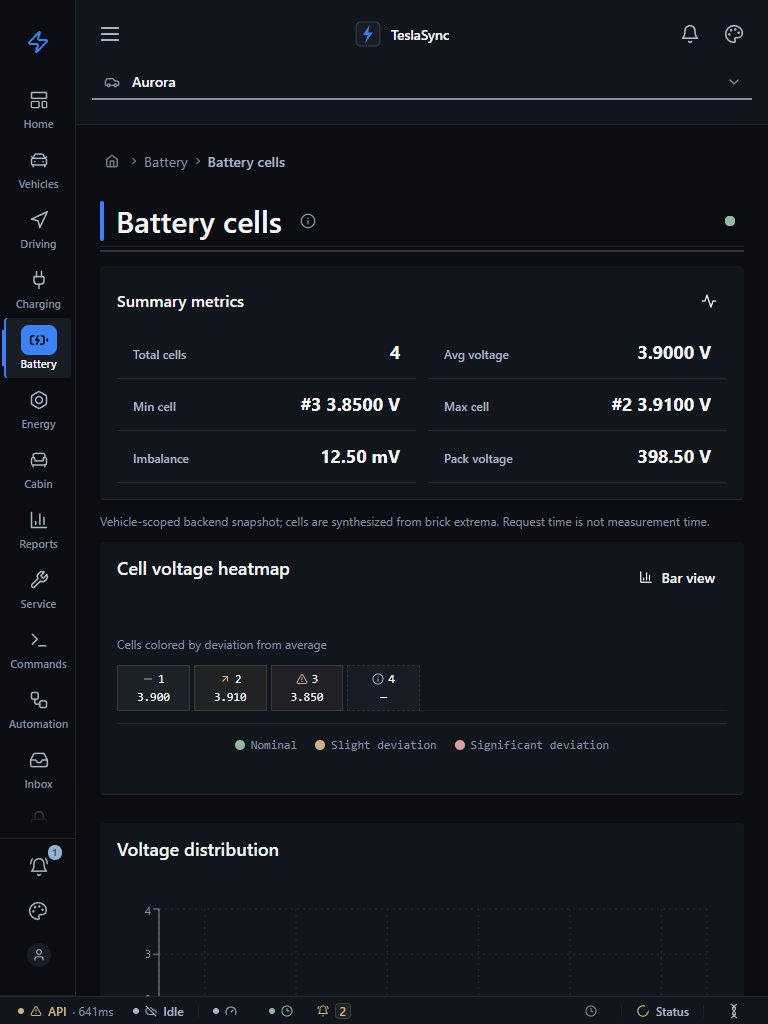 TeslaSync
Aurora
Home
Vehicles
Driving
Charging
Battery
Energy
Cabin
Reports
Service
Commands
Automation
Inbox
1
Battery
Battery cells
Battery cells
Summary metrics
Total cells 4
Avg voltage 3.9000 V
Min cell #3 3.8500 V
Max cell #2 3.9100 V
Imbalance 12.50 mV
Pack voltage 398.50 V
Vehicle-scoped backend snapshot; cells are synthesized from brick extrema. Request time is not measurement time.
Cell voltage heatmap
Bar view
Cells colored by deviation from average
1
3.900
2
3.910
3
3.850
4
—
Nominal Slight deviation Significant deviation
Voltage distribution
4
3
API · 641ms Idle 2 Status